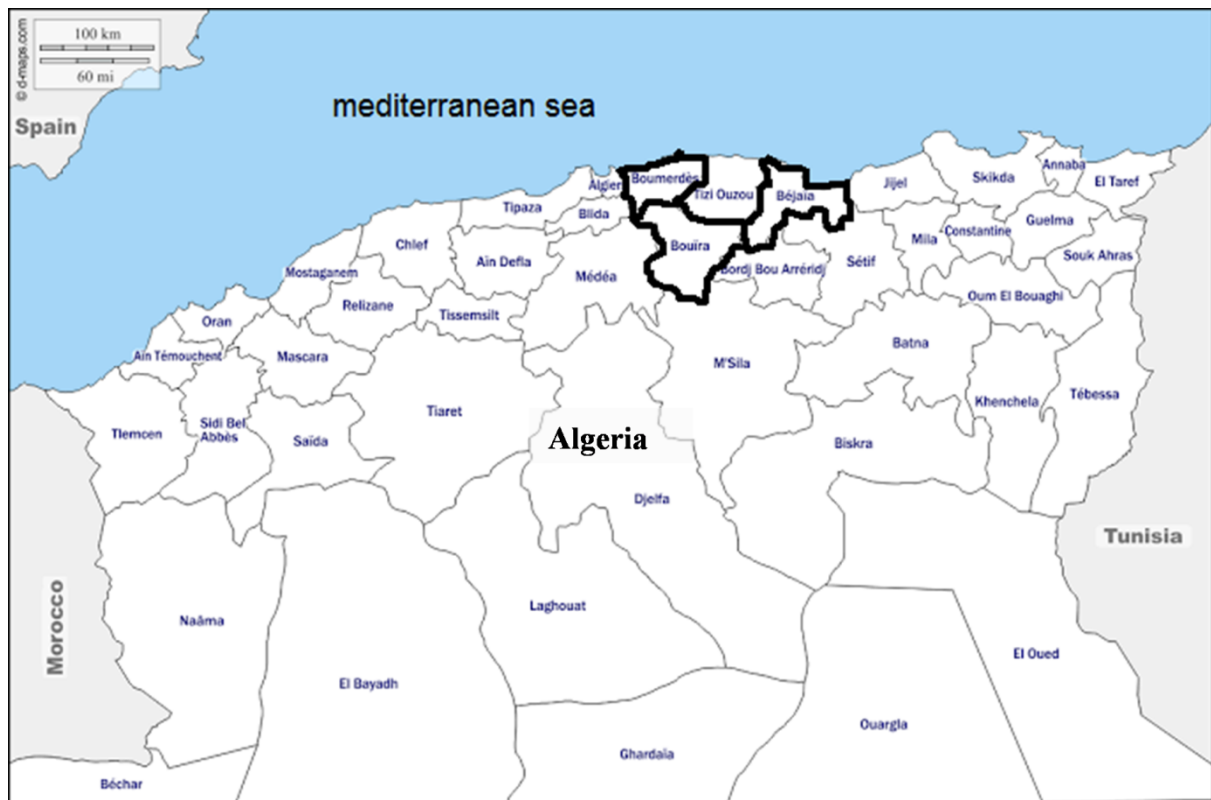 100 km
60 mi
© d-maps.com
Spain
mediterranean sea
Annaba
Skikda
El Taref
Boumerdès
Jijel
Algier
Tizi Ouzou
Béjaïa
Tipaza
Blida
Guelma
Constantine
Mila
Chlef
Bouïra
Souk Ahras
Aïn Defla
Sétif
Bordj Bou Arréridj
Mostaganem
Médéa
Oum El Bouaghi
Relizane
Tissemsilt
Oran
Batna
Aïn Témouchent
Mascara
M'Sila
Tébessa
Khenchela
Tiaret
Sidi Bel
Abbès
Tlemcen
Saïda
Algeria
Biskra
Djelfa
Tunisia
Laghouat
Naâma
Morocco
El Oued
El Bayadh
Ouargla
Ghardaïa
Béchar